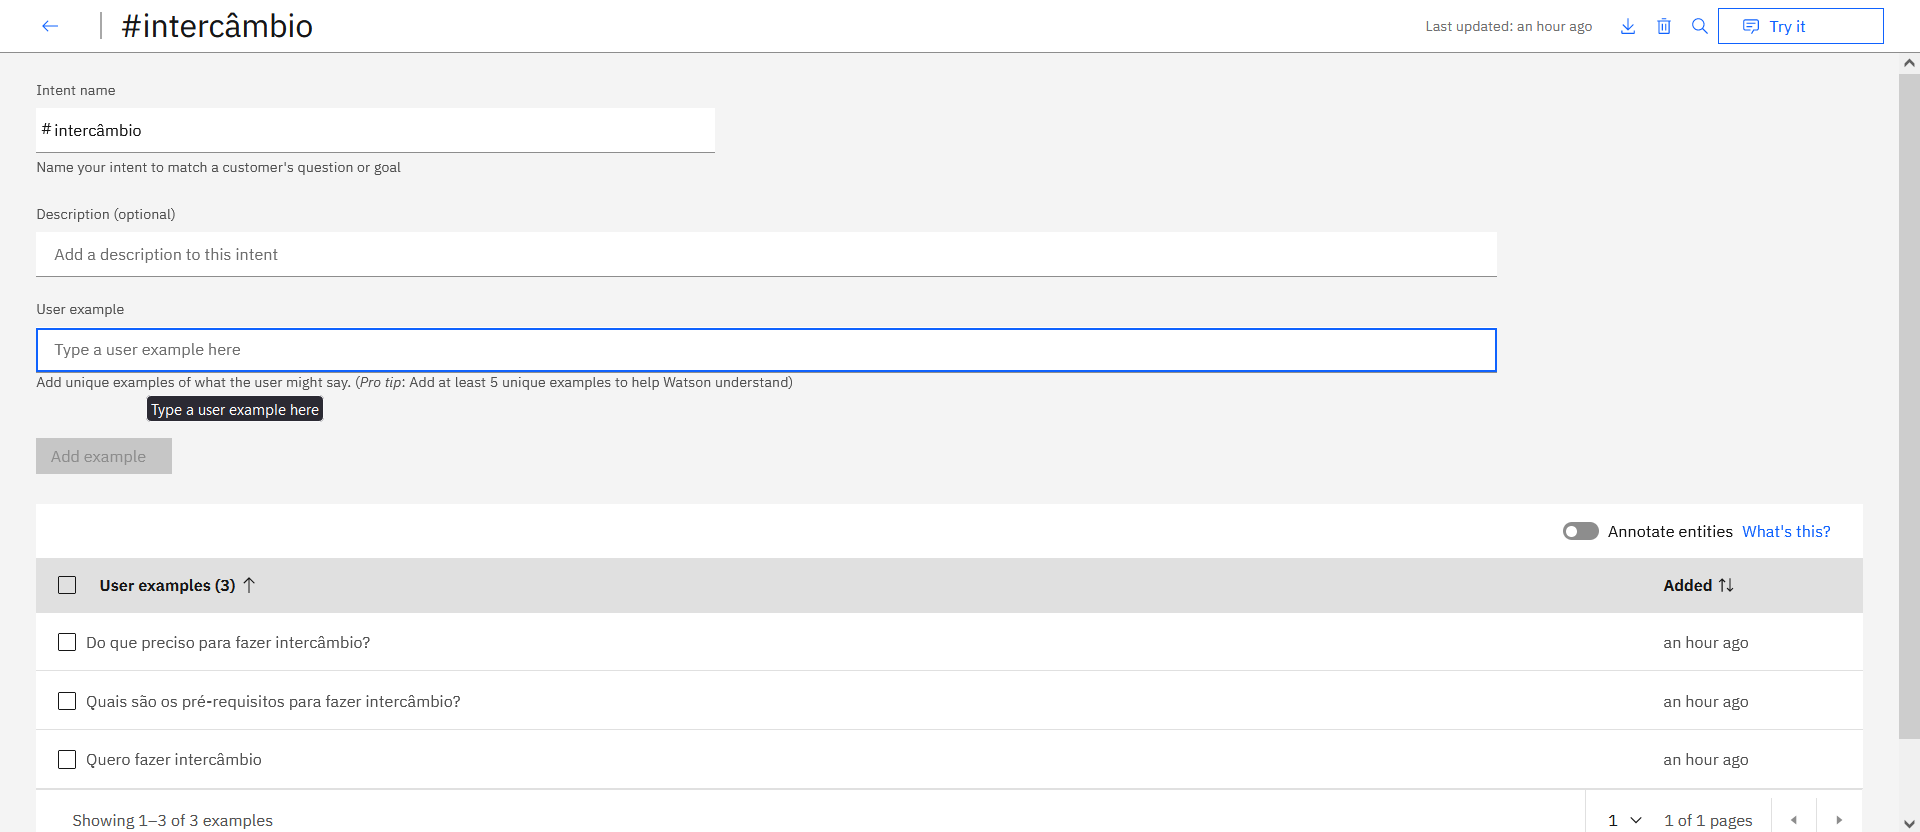 #intercâmbio
Last updated: an hour ago
Try it
Intent name
# intercâmbio
Name your intent to match a customer's question or goal
Description (optional)
Add a description to this intent
User example
Type a user example here
Add unique examples of what the user might say. (Pro tip: Add at least 5 unique examples to help Watson understand)
Type a user example here
Add example
Annotate entities What's this?
User examples (3) Added
Do que preciso para fazer intercâmbio? an hour ago
Quais são os pré-requisitos para fazer intercâmbio? an hour ago
Quero fazer intercâmbio an hour ago
Showing 1–3 of 3 examples 1 1 of 1 pages